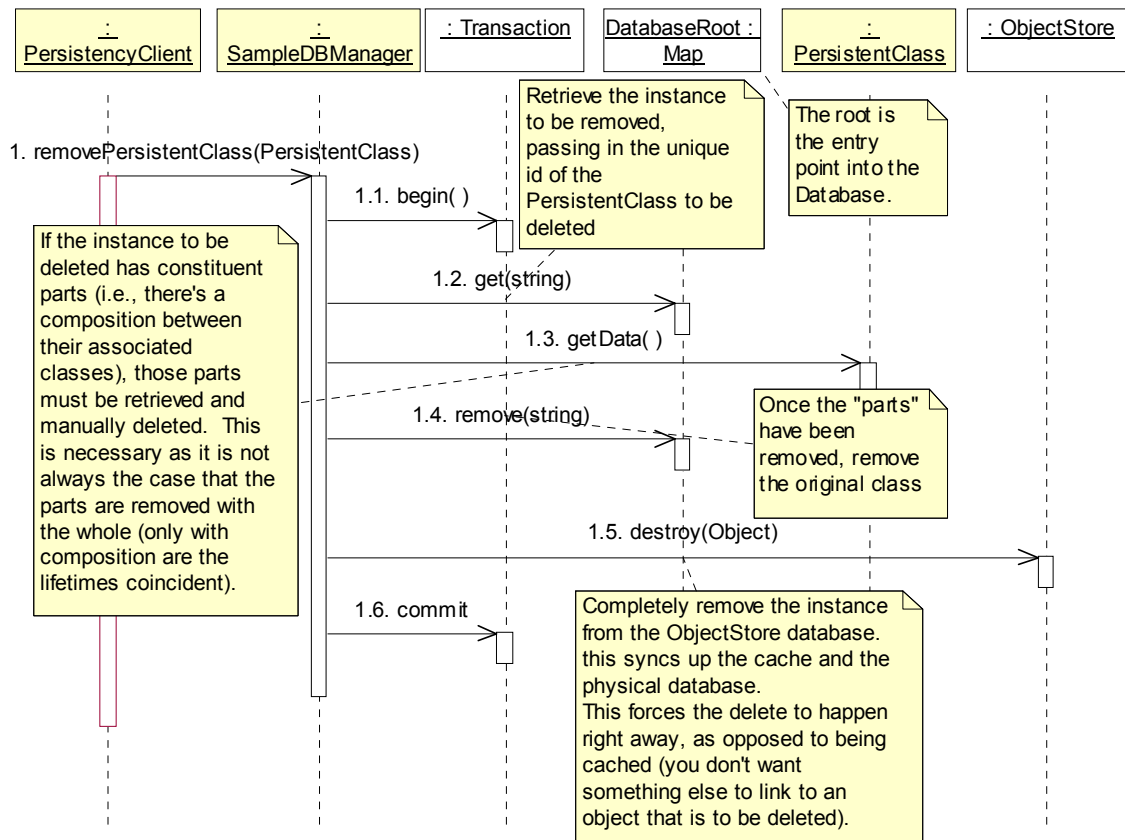 :
PersistencyClient
:
SampleDBManager
: Transaction
DatabaseRoot :
Map
:
PersistentClass
: ObjectStore
Retrieve the instance
to be removed,
passing in the unique
id of the
PersistentClass to be
deleted
The root is
the entry
point into the
Database.
1. removePersistentClass(PersistentClass)
1.1. begin( )
If the instance to be
deleted has constituent
parts (i.e., there's a
composition between
their associated
classes), those parts
must be retrieved and
manually deleted. This
is necessary as it is not
always the case that the
parts are removed with
the whole (only with
composition are the
lifetimes coincident).
1.2. get(string)
1.3. getData( )
1.4. remove(string)
Once the "parts"
have been
removed, remove
the original class
1.5. destroy(Object)
1.6. commit
Completely remove the instance
from the ObjectStore database.
this syncs up the cache and the
physical database.
This forces the delete to happen
right away, as opposed to being
cached (you don't want
something else to link to an
object that is to be deleted).